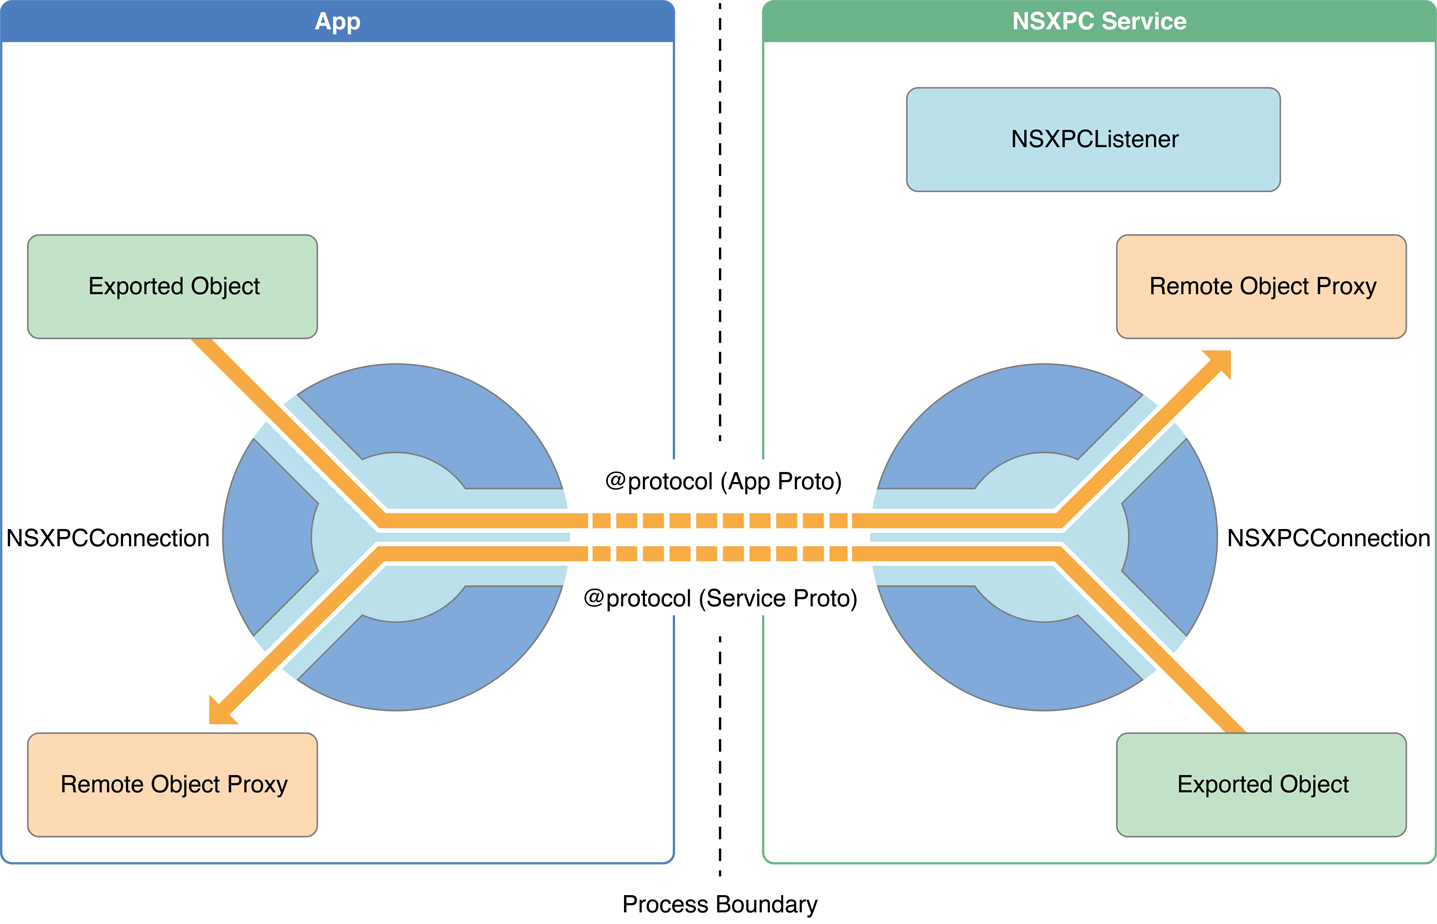 App
NSXPC Service
NSXPCListener
Exported Object
Remote Object Proxy
@protocol (App Proto)
NSXPCConnection
NSXPCConnection
@protocol (Service Proto)
Remote Object Proxy
Exported Object
Process Boundary